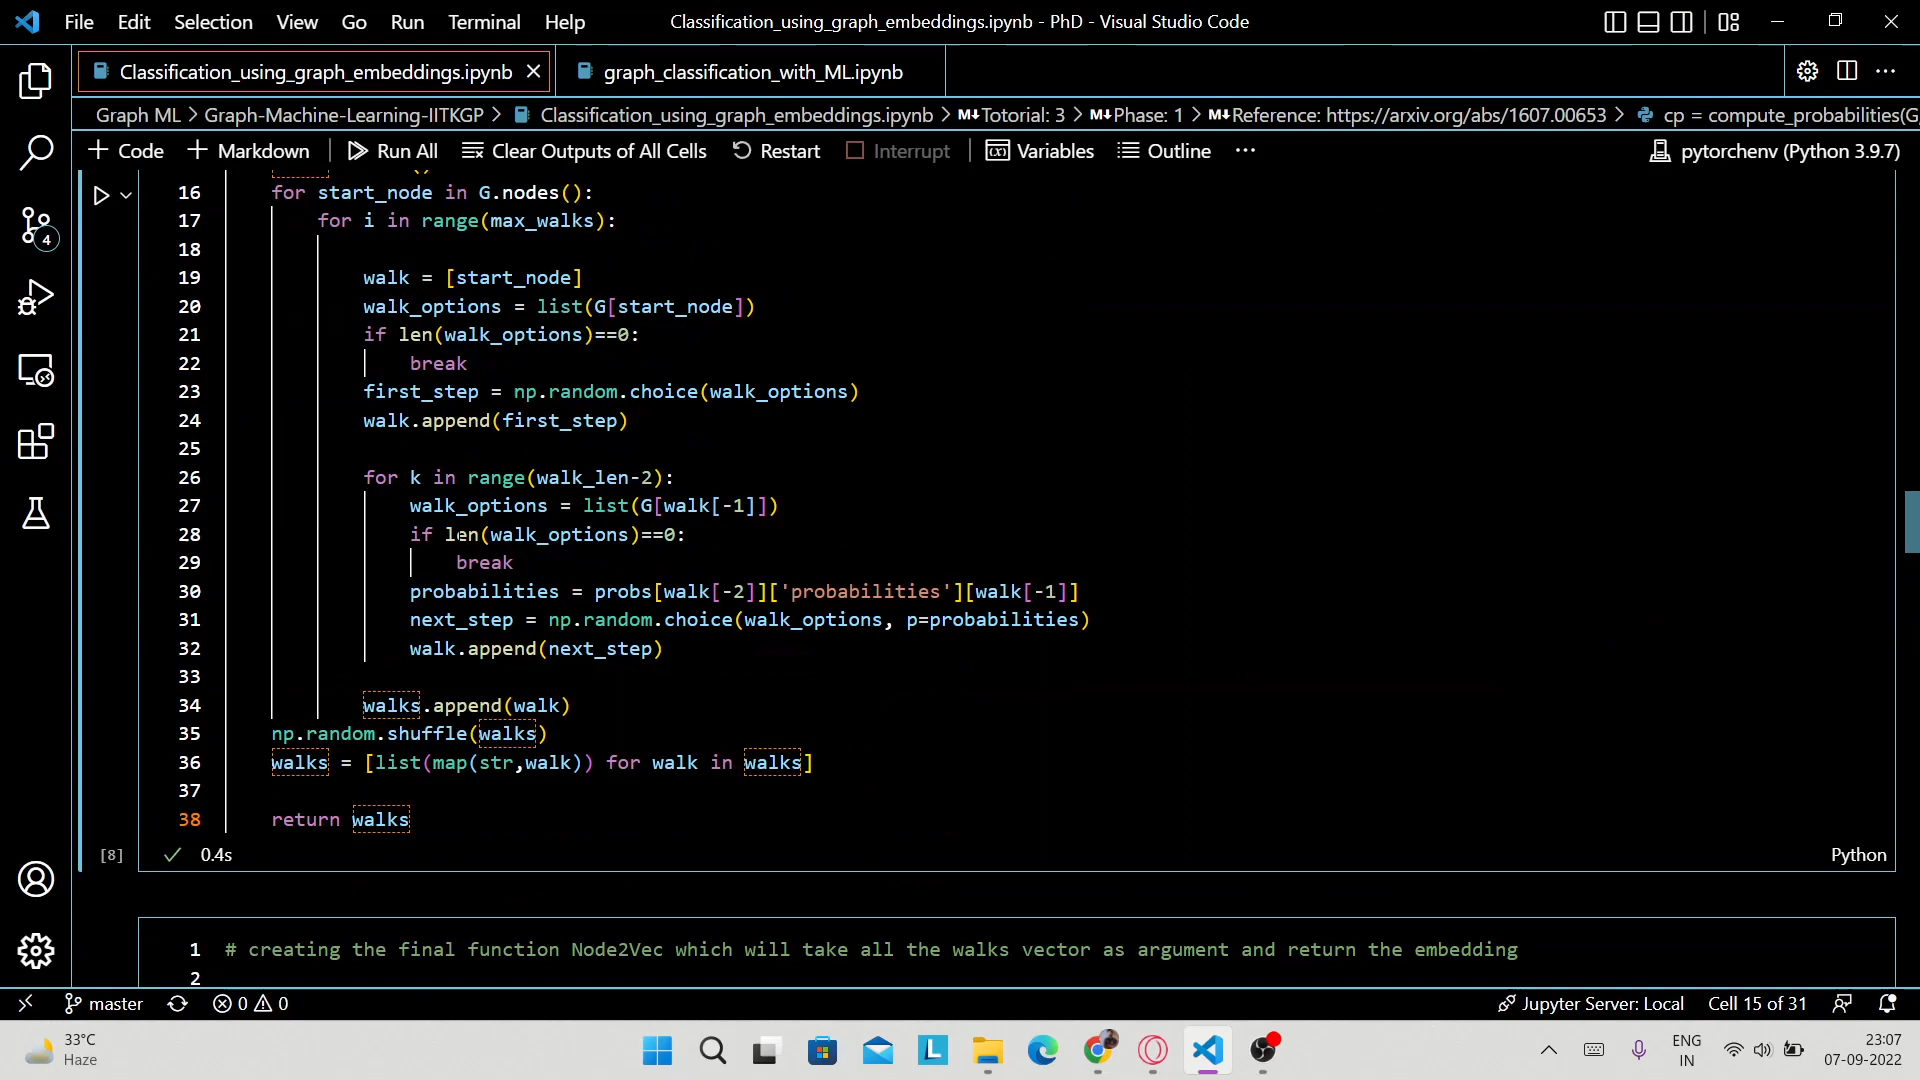 File Edit Selection View Go Run Terminal Help Classification_using_graph_embeddings.ipynb - PhD - Visual Studio Code
Classification_using_graph_embeddings.ipynb graph_classification_with_ML.ipynb
Graph ML > Graph-Machine-Learning-IITKGP > Classification_using_graph_embeddings.ipynb > M↓Tutorial: 3 > M↓Phase: 1 > M↓Reference: https://arxiv.org/abs/1607.00653 > cp = compute_probabilities(G,
+ Code + Markdown Run All Clear Outputs of All Cells Restart Interrupt Variables Outline ··· pytorchenv (Python 3.9.7)
16 for start_node in G.nodes():
17 for i in range(max_walks):
18
19 walk = [start_node]
20 walk_options = list(G[start_node])
21 if len(walk_options)==0:
22 break
23 first_step = np.random.choice(walk_options)
24 walk.append(first_step)
25
26 for k in range(walk_len-2):
27 walk_options = list(G[walk[-1]])
28 if len(walk_options)==0:
29 break
30 probabilities = probs[walk[-2]]['probabilities'][walk[-1]]
31 next_step = np.random.choice(walk_options, p=probabilities)
32 walk.append(next_step)
33
34 walks.append(walk)
35 np.random.shuffle(walks)
36 walks = [list(map(str,walk)) for walk in walks]
37
38 return walks
[8] 0.4s Python
1 # creating the final function Node2Vec which will take all the walks vector as argument and return the embedding
2
4
master 0 0 Jupyter Server: Local Cell 15 of 31
33°C
Haze
ENG
IN
23:07
07-09-2022